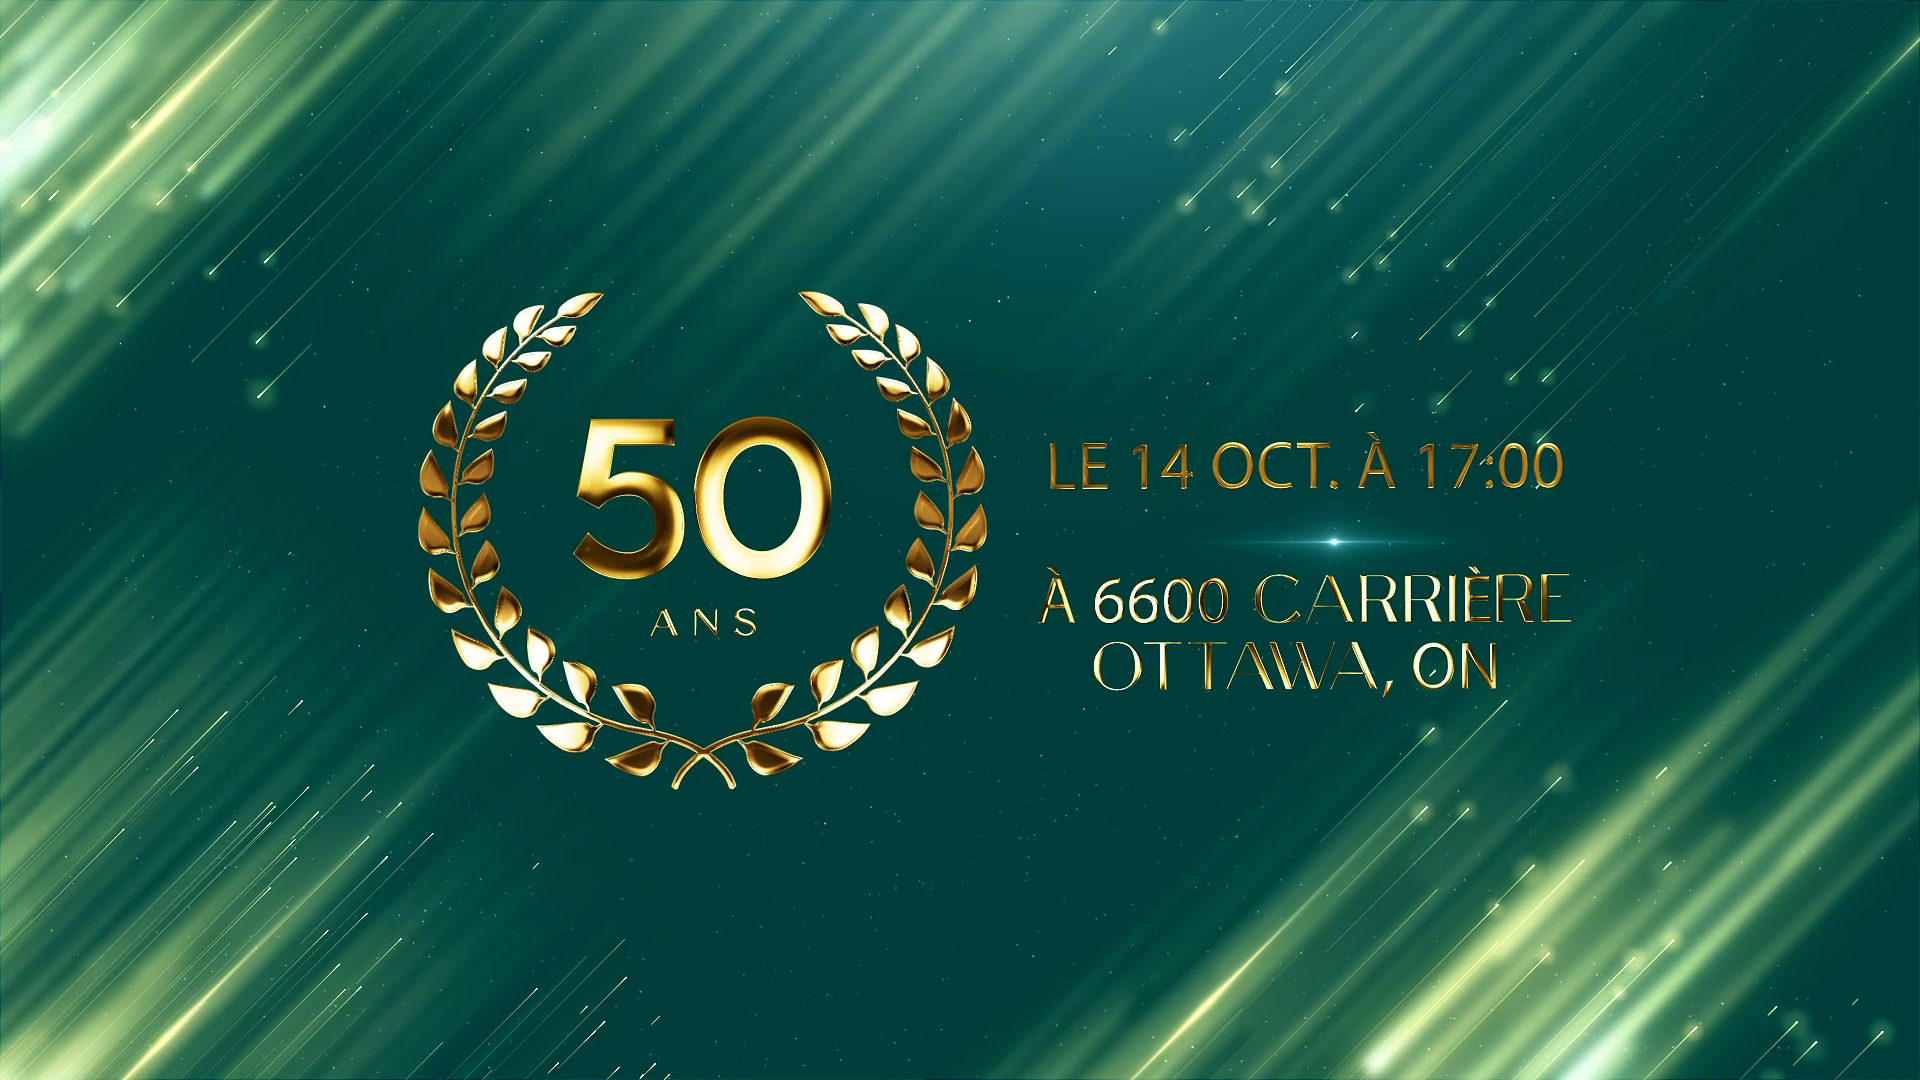 50
ANS
LE 14 OCT. À 17:00
À 6600 CARRIÈRE
OTTAWA, ON